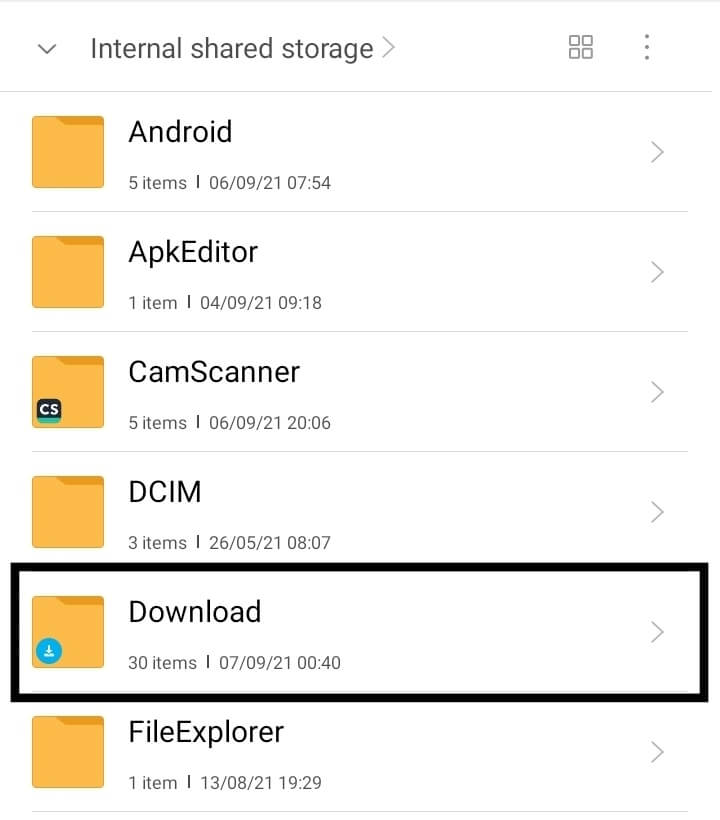 Internal shared storage
Android
5 items | 06/09/21 07:54
ApkEditor
1 item | 04/09/21 09:18
CamScanner
CS
5 items | 06/09/21 20:06
DCIM
3 items | 26/05/21 08:07
Download
30 items | 07/09/21 00:40
FileExplorer
1 item | 13/08/21 19:29